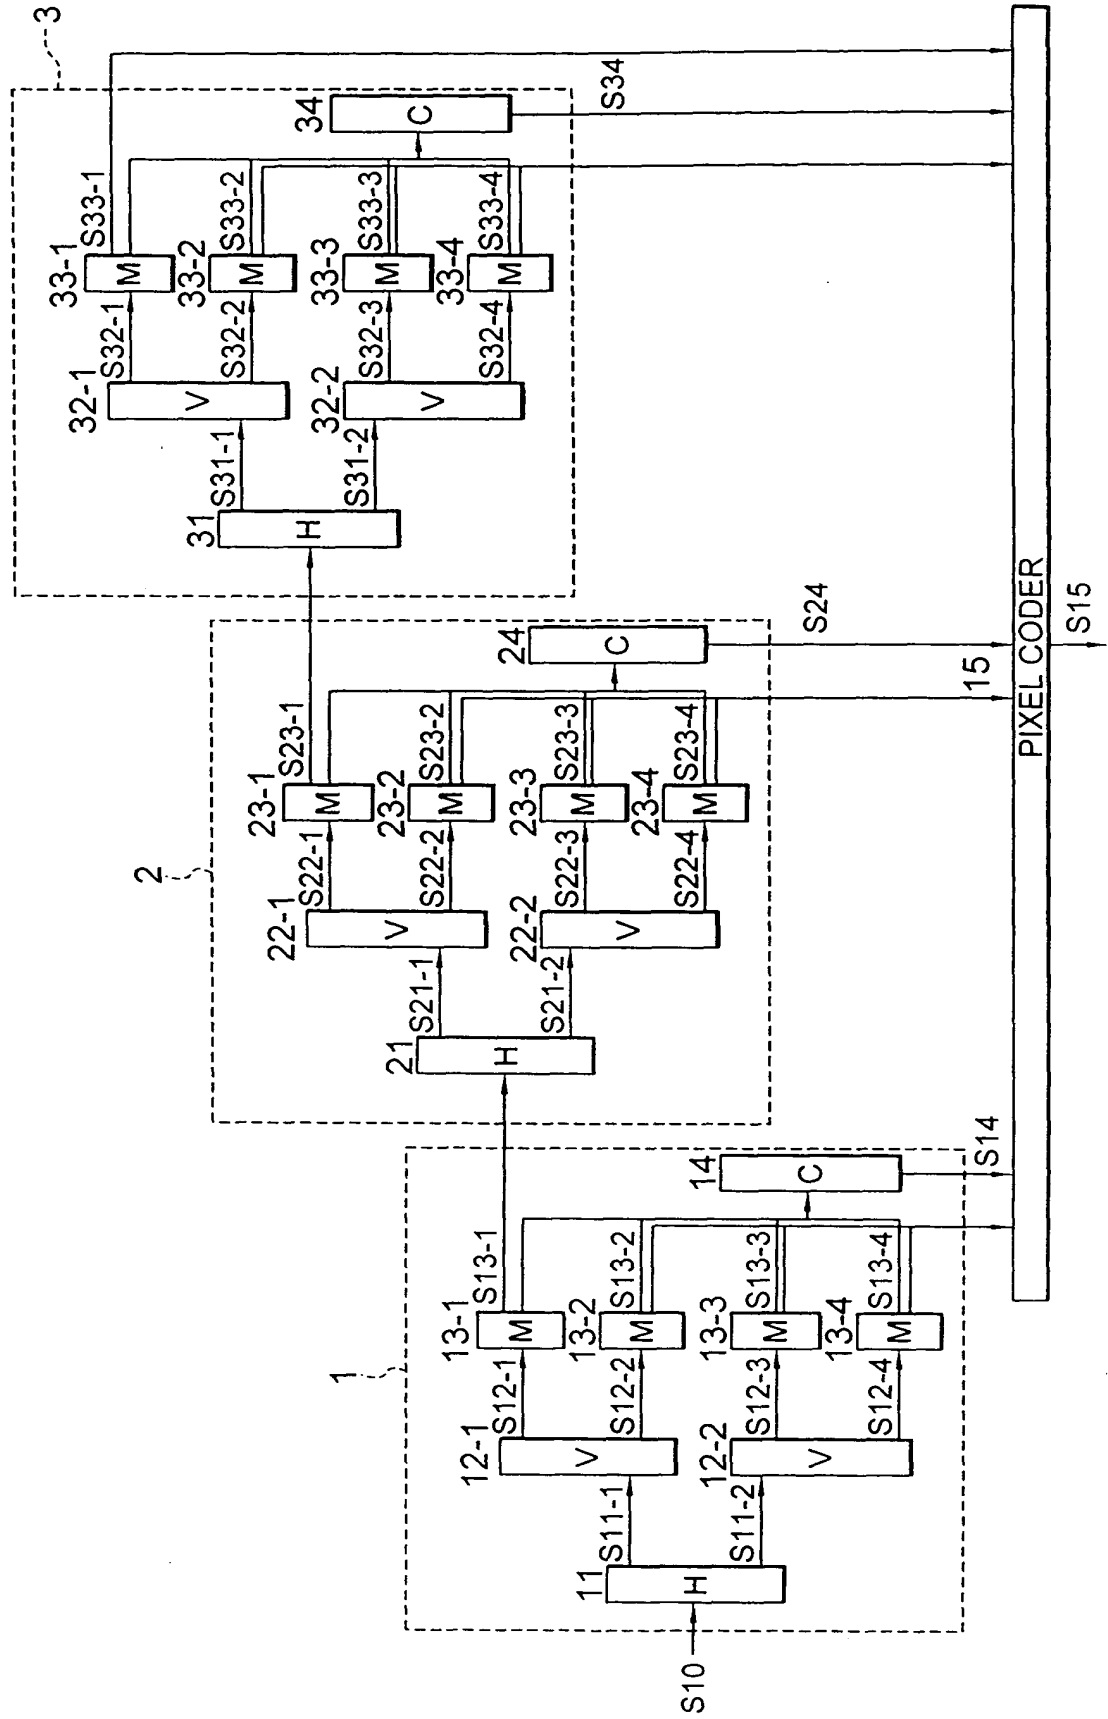 3
34
C
S34
33-1
S33-1
M
33-2
S33-2
M
33-3
S33-3
M
33-4
S33-4
M
32-1
S32-1
V
S32-2
32-2
S32-3
V
S32-4
31
S31-1
H
S31-2
2
24
C
S24
23-1
S23-1
M
23-2
S23-2
M
23-3
S23-3
M
23-4
S23-4
M
22-1
S22-1
V
S22-2
22-2
S22-3
V
S22-4
21
S21-1
H
S21-2
15
PIXEL CODER
S15
1
14
C
S14
13-1
S13-1
M
13-2
S13-2
M
13-3
S13-3
M
13-4
S13-4
M
12-1
S12-1
V
S12-2
12-2
S12-3
V
S12-4
11
S11-1
H
S11-2
S10